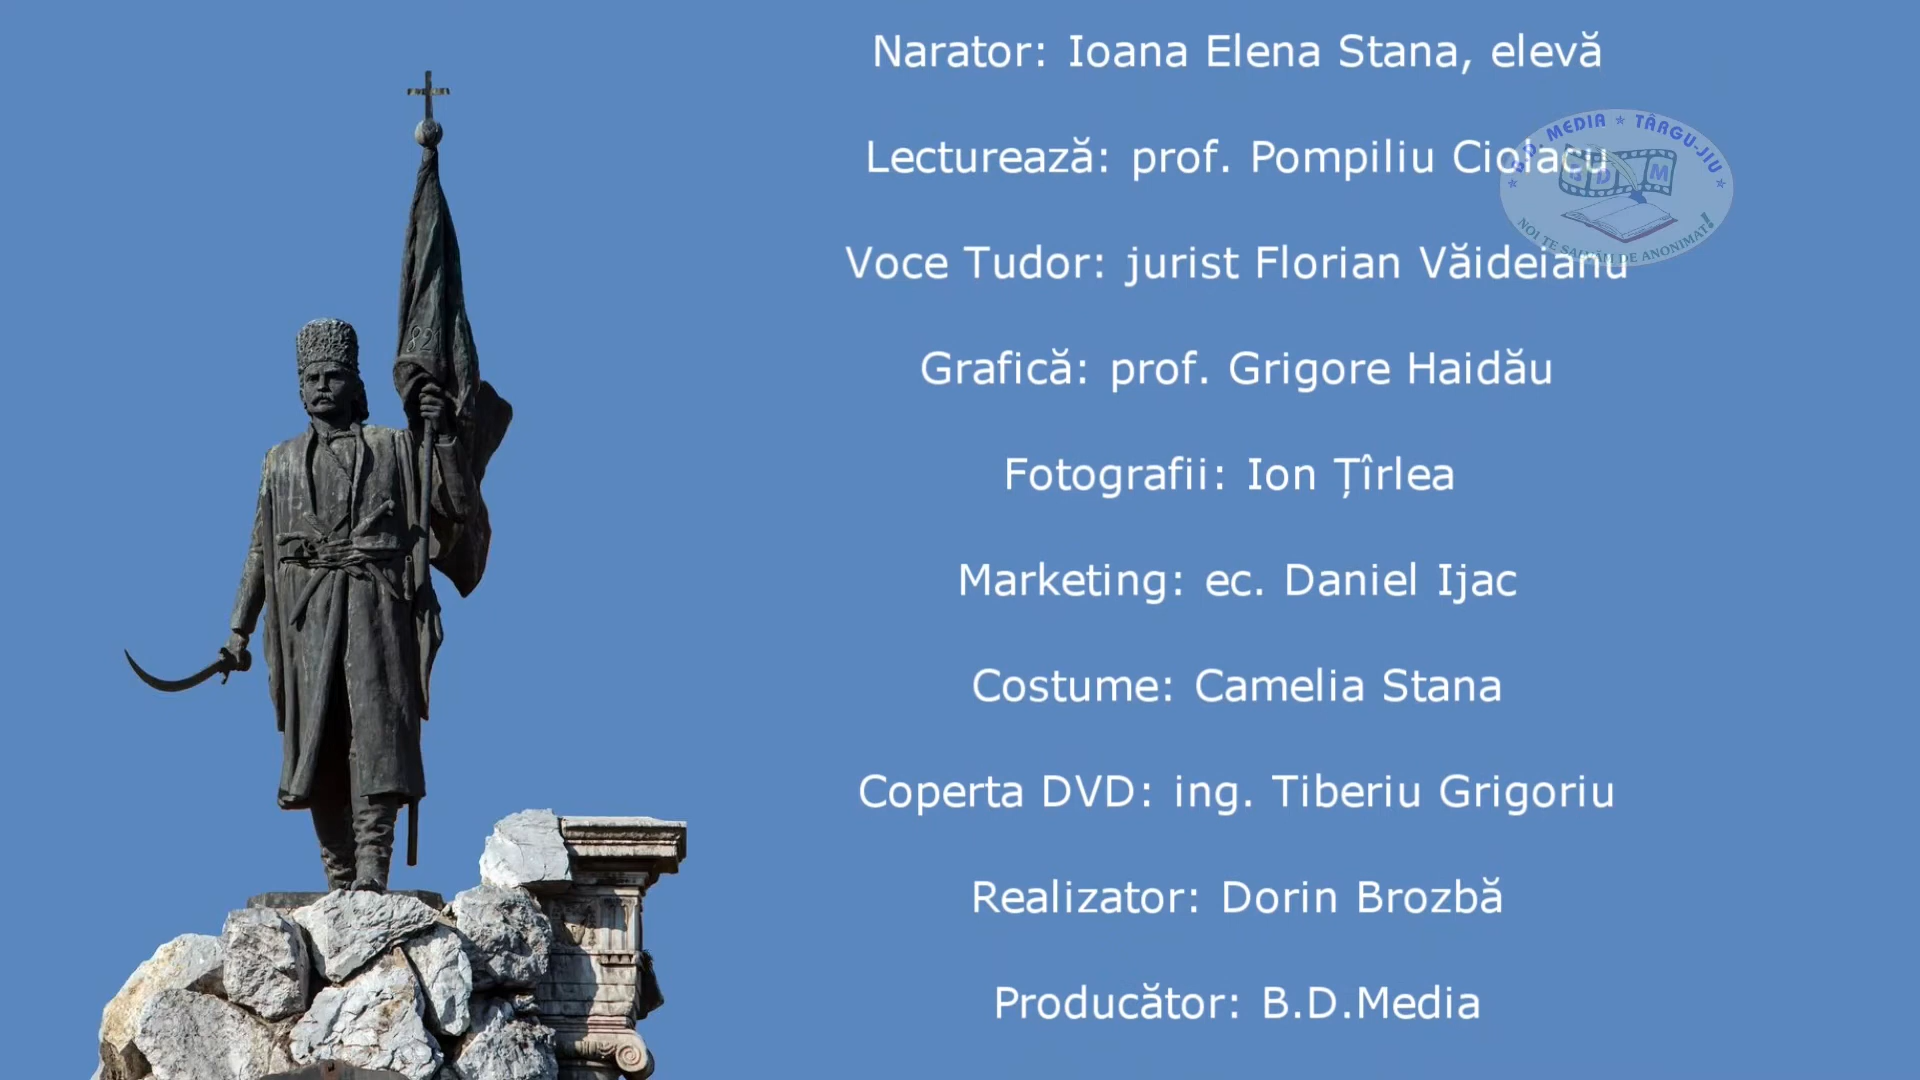 Narator: Ioana Elena Stana, elevă
Lecturează: prof. Pompiliu Ciolacu
Voce Tudor: jurist Florian Văideianu
Grafică: prof. Grigore Haidău
Fotografii: Ion Țîrlea
Marketing: ec. Daniel Ijac
Costume: Camelia Stana
Coperta DVD: ing. Tiberiu Grigoriu
Realizator: Dorin Brozbă
Producător: B.D.Media
B.D. MEDIA * TÂRGU-JIU
B D M
NOI TE SALVĂM DE ANONIMAT!
821